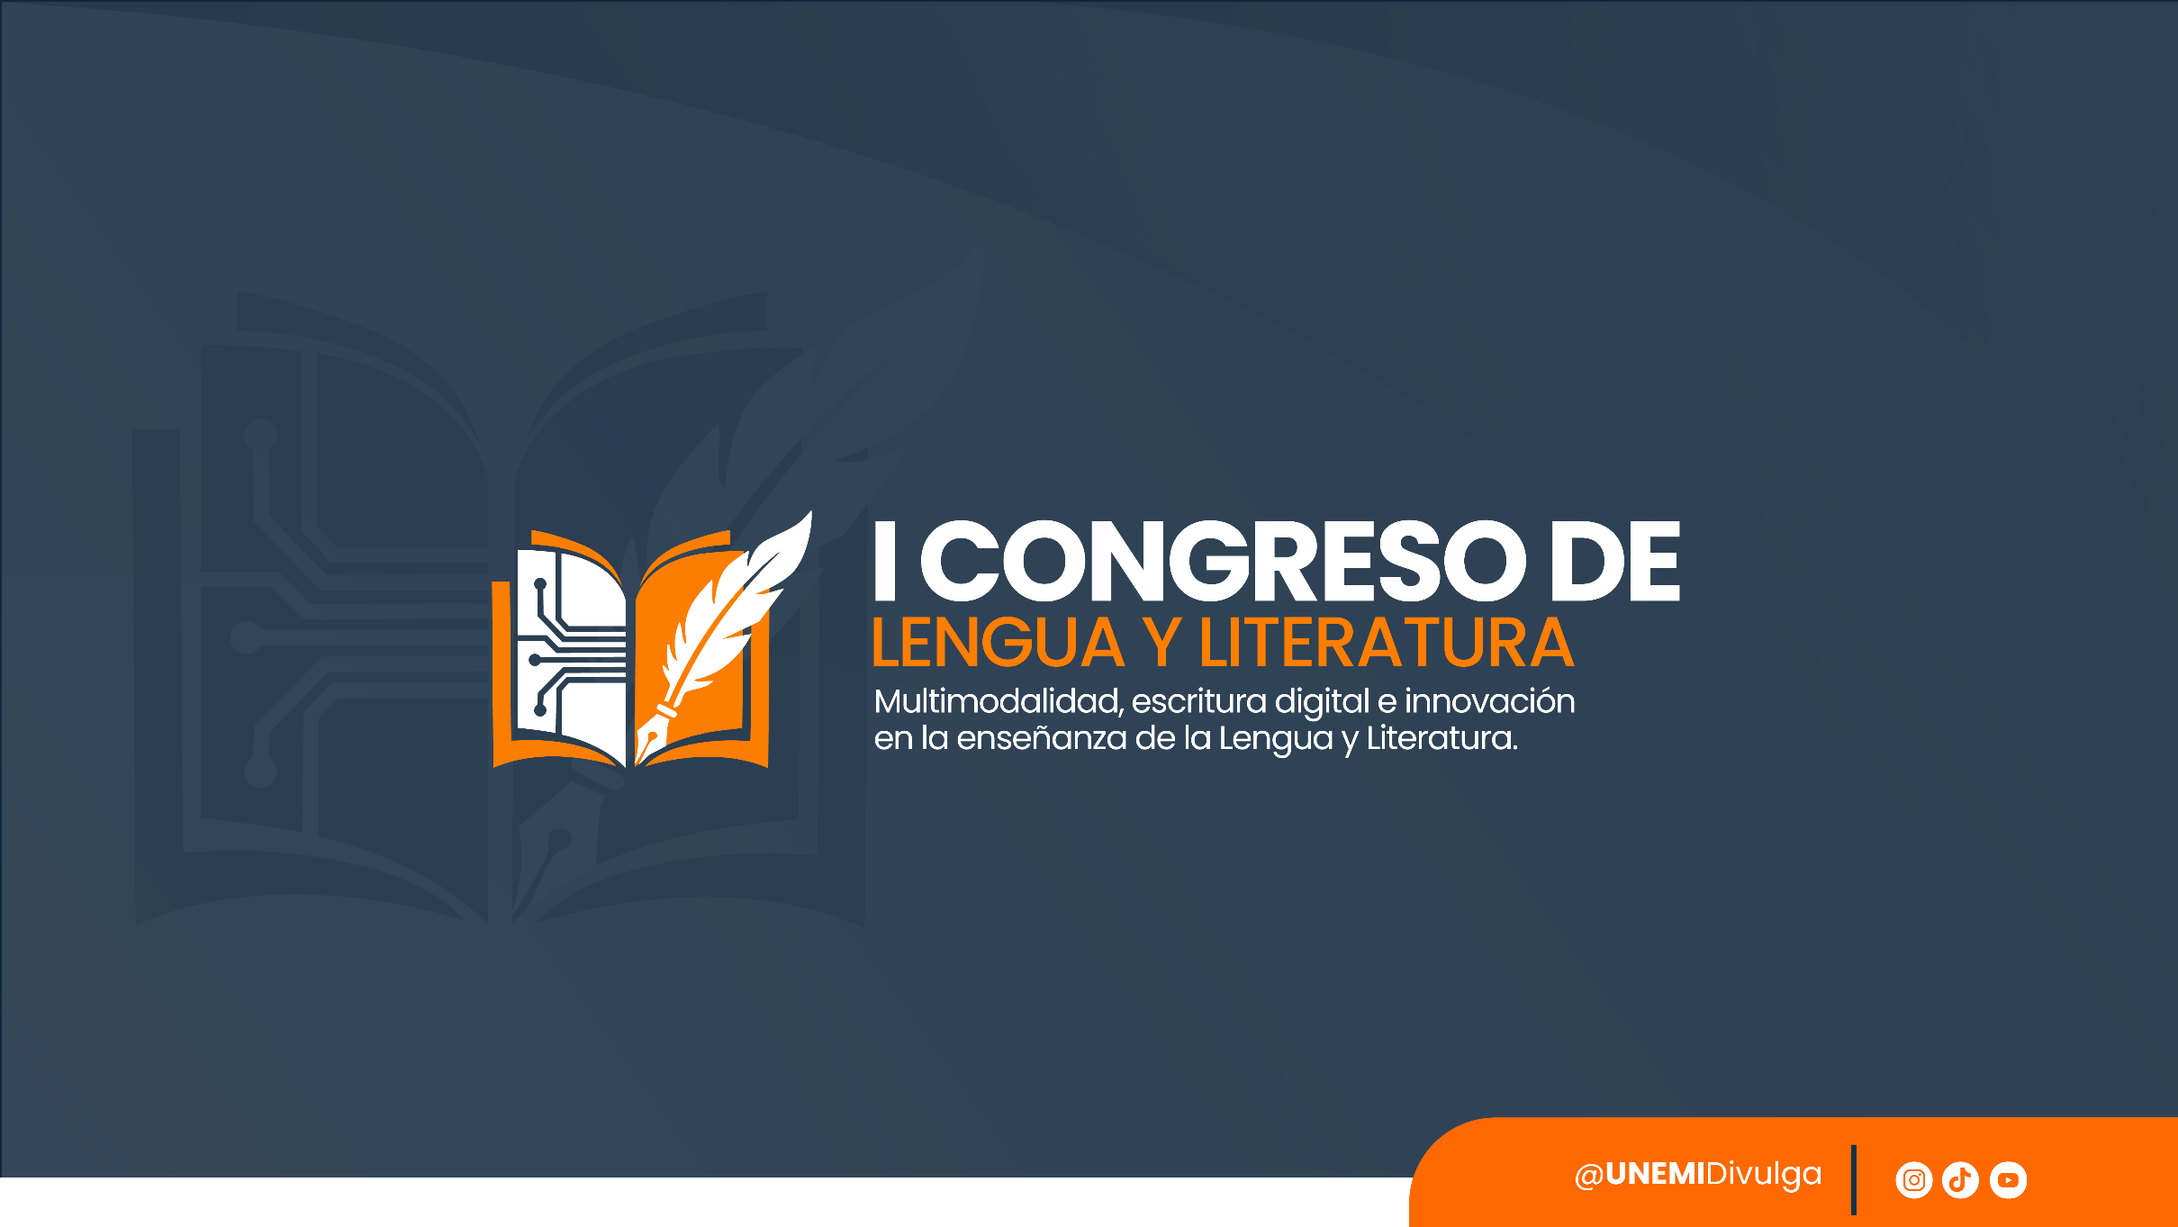 I CONGRESO DE
LENGUA Y LITERATURA
Multimodalidad, escritura digital e innovación
en la enseñanza de la Lengua y Literatura.
@UNEMIDivulga